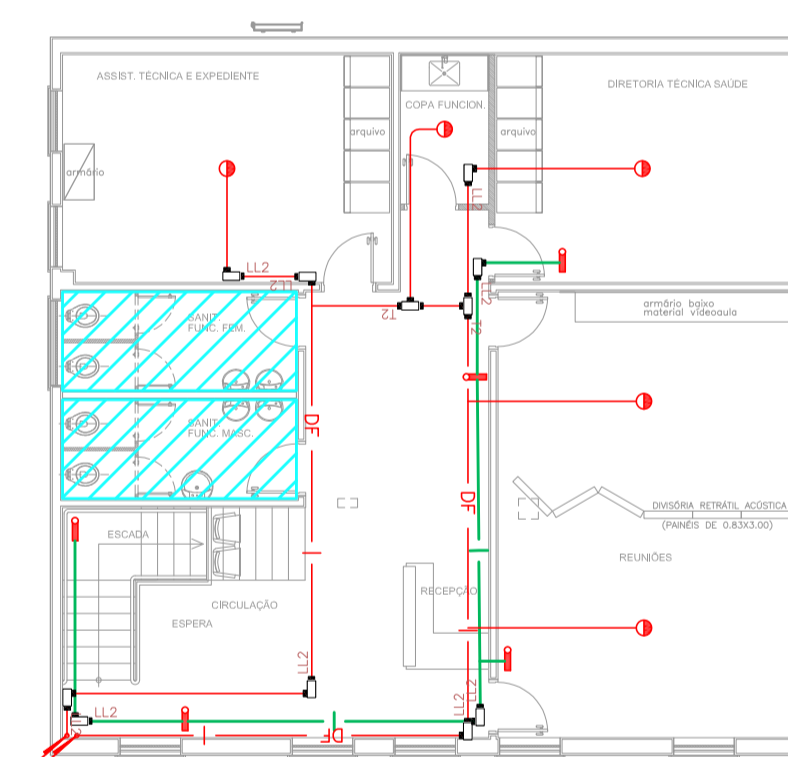 ASSIST. TÉCNICA E EXPEDIENTE
DIRETORIA TÉCNICA SAÚDE
COPA FUNCION.
arquivo
arquivo
armário
LL2
LL2
LL2
LL2
T2
T2
armário baixo
material vídeoaula
SANIT.
FUNC. FEM.
SANIT.
FUNC. MASC.
DF
DF
DIVISÓRIA RETRÁTIL ACÚSTICA
(PAINÉIS DE 0.83X3.00)
ESCADA
REUNIÕES
RECEPÇÃO
CIRCULAÇÃO
ESPERA
LL2
LL2
LL2
LL2
DF